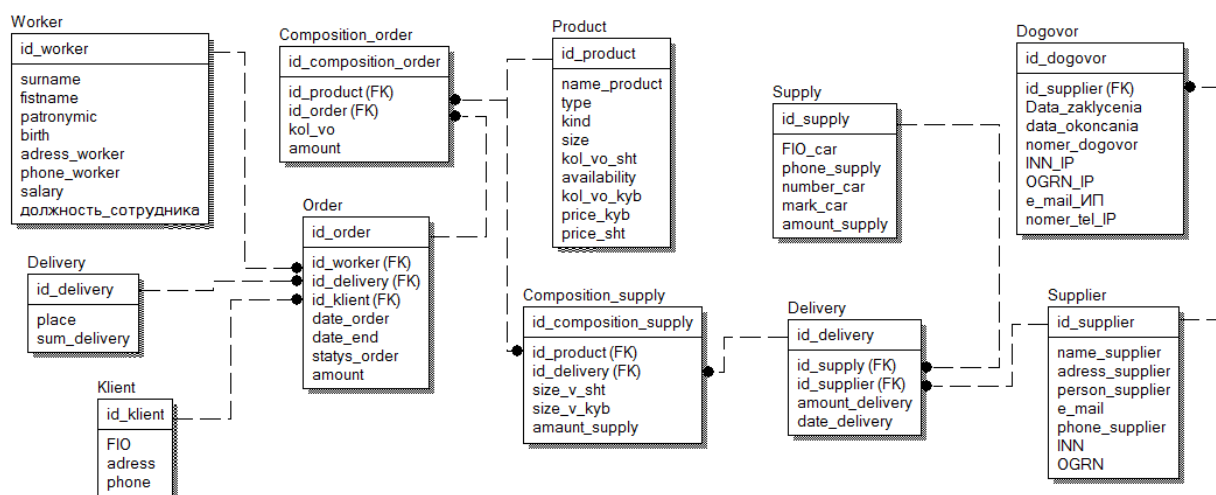 Worker
id_worker
surname
fistname
patronymic
birth
adress_worker
phone_worker
salary
должность_сотрудника
Delivery
id_delivery
place
sum_delivery
Klient
id_klient
FIO
adress
phone
Composition_order
id_composition_order
id_product (FK)
id_order (FK)
kol_vo
amount
Order
id_order
id_worker (FK)
id_delivery (FK)
id_klient (FK)
date_order
date_end
statys_order
amount
Product
id_product
name_product
type
kind
size
kol_vo_sht
availability
kol_vo_kyb
price_kyb
price_sht
Composition_supply
id_composition_supply
id_product (FK)
id_delivery (FK)
size_v_sht
size_v_kyb
amaunt_supply
Supply
id_supply
FIO_car
phone_supply
number_car
mark_car
amount_supply
Delivery
id_delivery
id_supply (FK)
id_supplier (FK)
amount_delivery
date_delivery
Dogovor
id_dogovor
id_supplier (FK)
Data_zaklycenia
data_okoncania
nomer_dogovor
INN_IP
OGRN_IP
e_mail_ИП
nomer_tel_IP
Supplier
id_supplier
name_supplier
adress_supplier
person_supplier
e_mail
phone_supplier
INN
OGRN